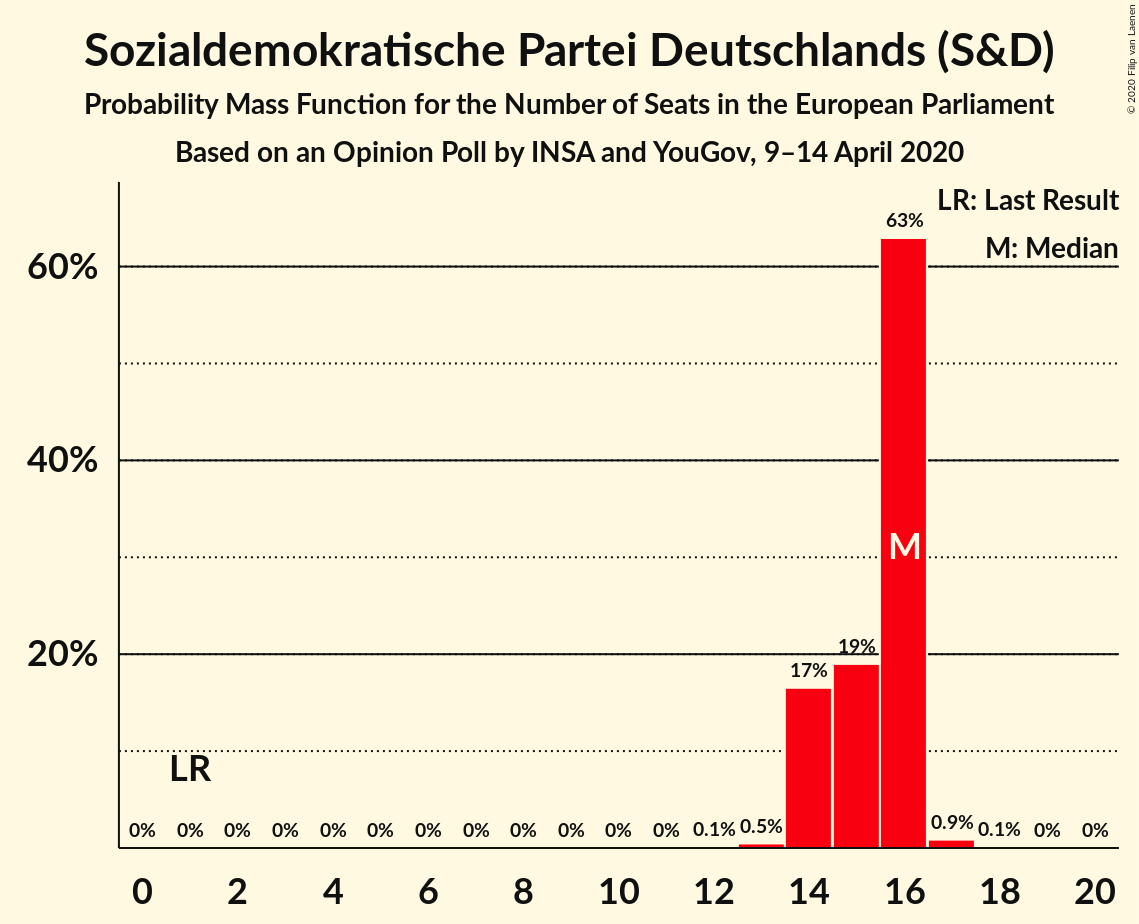 Sozialdemokratische Partei Deutschlands (S&D)
Probability Mass Function for the Number of Seats in the European Parliament
Based on an Opinion Poll by INSA and YouGov, 9–14 April 2020
© 2020 Filip van Laenen
LR: Last Result
M: Median
63%
60%
40%
M
20%
19%
17%
LR
0% 0% 0% 0% 0% 0% 0% 0% 0% 0% 0% 0% 0.1% 0.5% 0.9% 0.1% 0% 0%
0 2 4 6 8 10 12 14 16 18 20